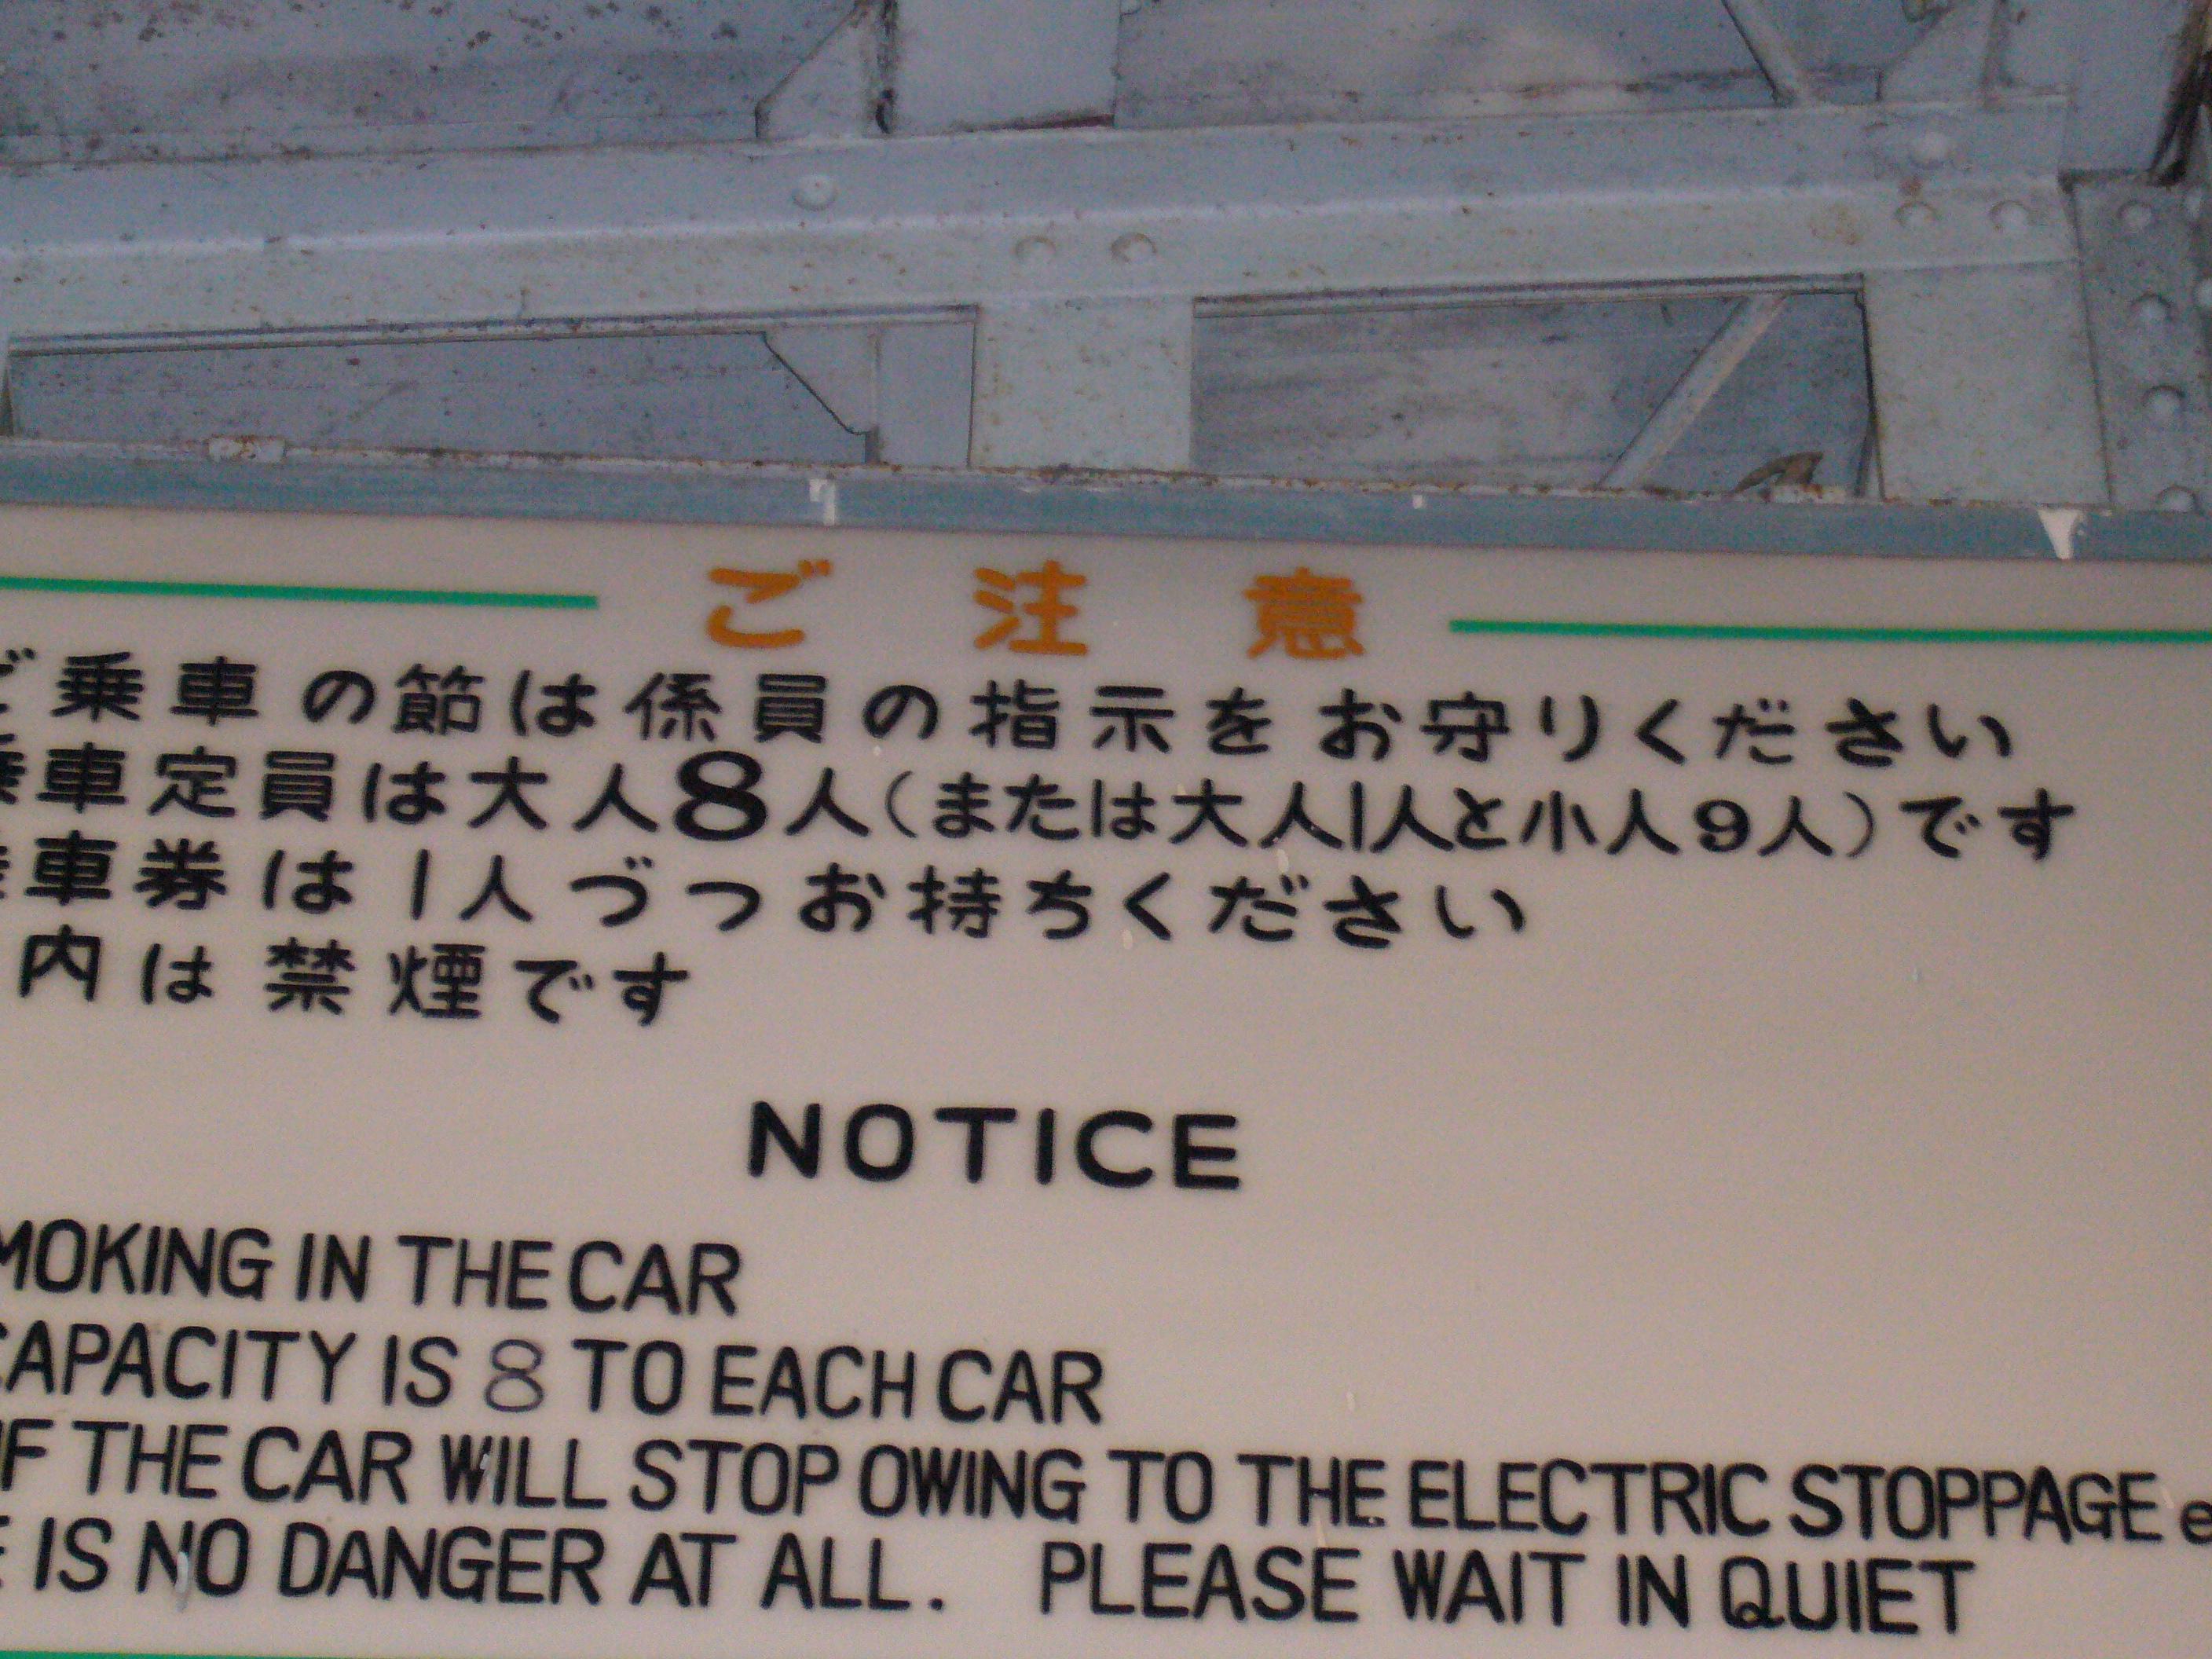 ご注意
ご乗車の節は係員の指示をお守りください
乗車定員は大人8人(または大人1人と小人9人)です
乗車券は1人づつお持ちください
内は禁煙です
NOTICE
MOKING IN THE CAR
CAPACITY IS 8 TO EACH CAR
IF THE CAR WILL STOP OWING TO THE ELECTRIC STOPPAGE e
IS NO DANGER AT ALL. PLEASE WAIT IN QUIET